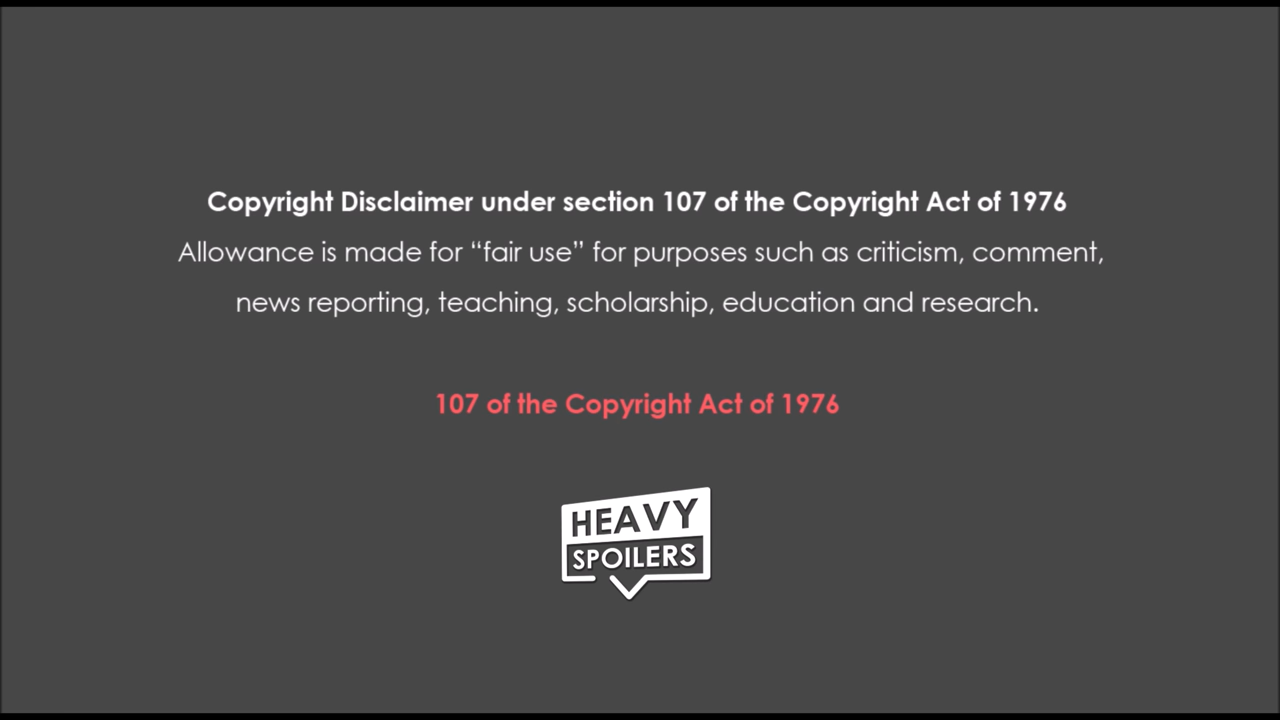 Copyright Disclaimer under section 107 of the Copyright Act of 1976
Allowance is made for “fair use” for purposes such as criticism, comment,
news reporting, teaching, scholarship, education and research.
107 of the Copyright Act of 1976
HEAVY
SPOILERS